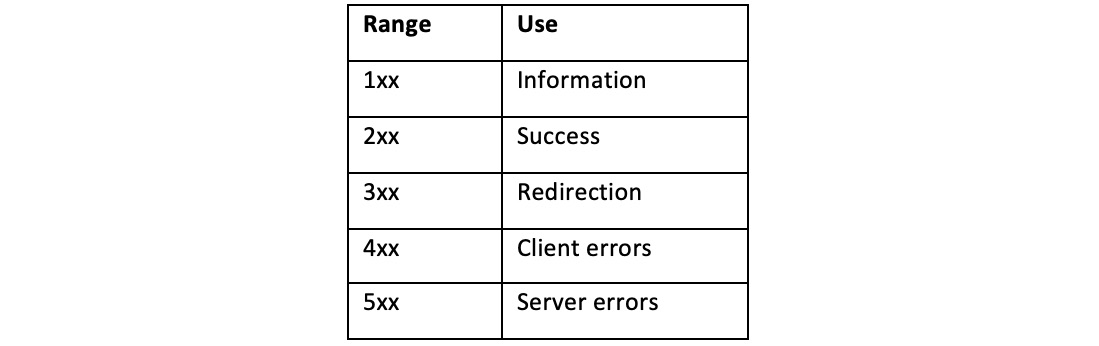 Range Use
1xx Information
2xx Success
3xx Redirection
4xx Client errors
5xx Server errors